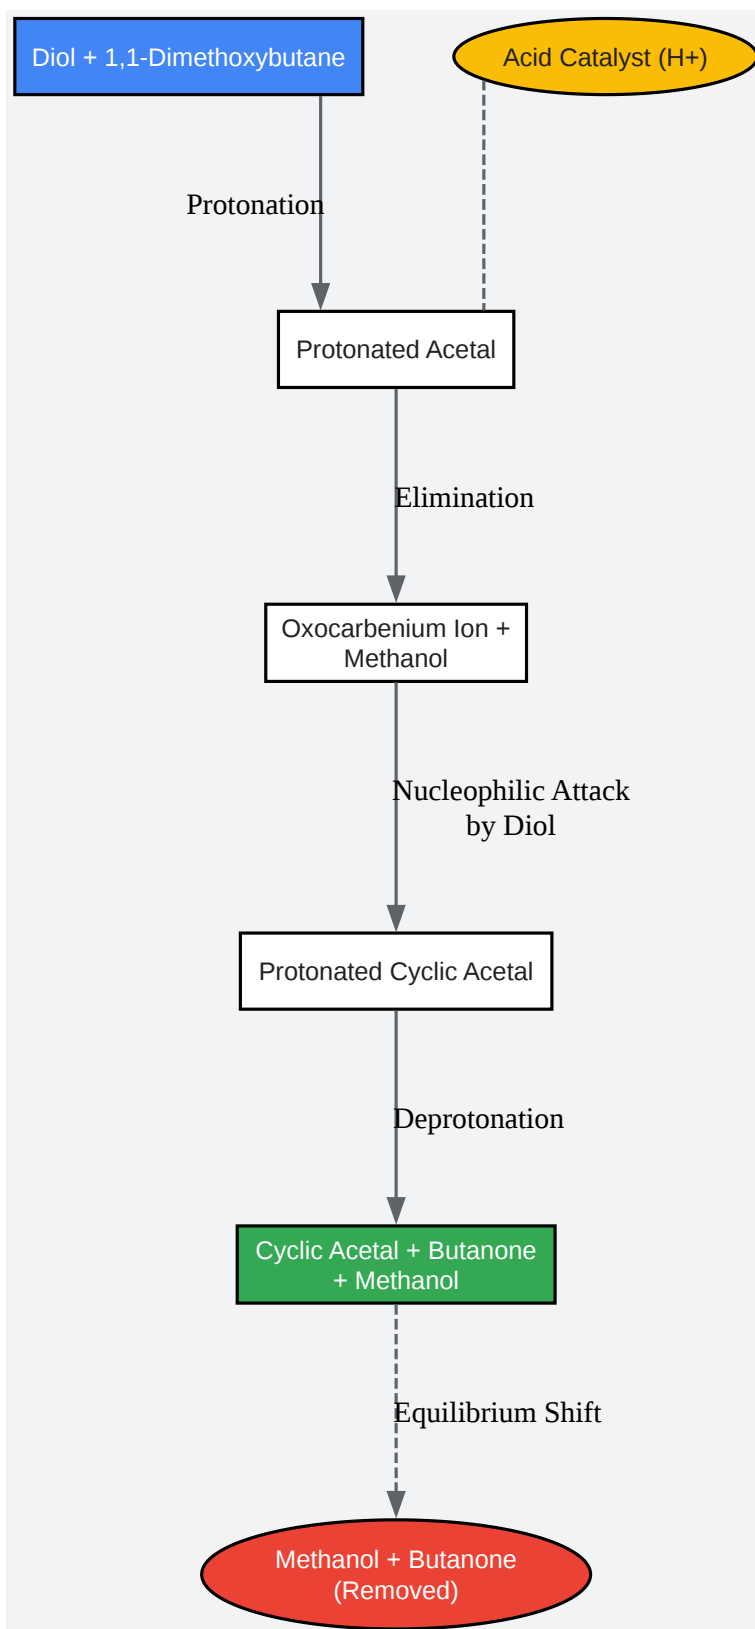 Diol + 1,1-Dimethoxybutane
Acid Catalyst (H+)
Protonation
Protonated Acetal
Elimination
Oxocarbenium Ion +
Methanol
Nucleophilic Attack
by Diol
Protonated Cyclic Acetal
Deprotonation
Cyclic Acetal + Butanone
+ Methanol
Equilibrium Shift
Methanol + Butanone
(Removed)